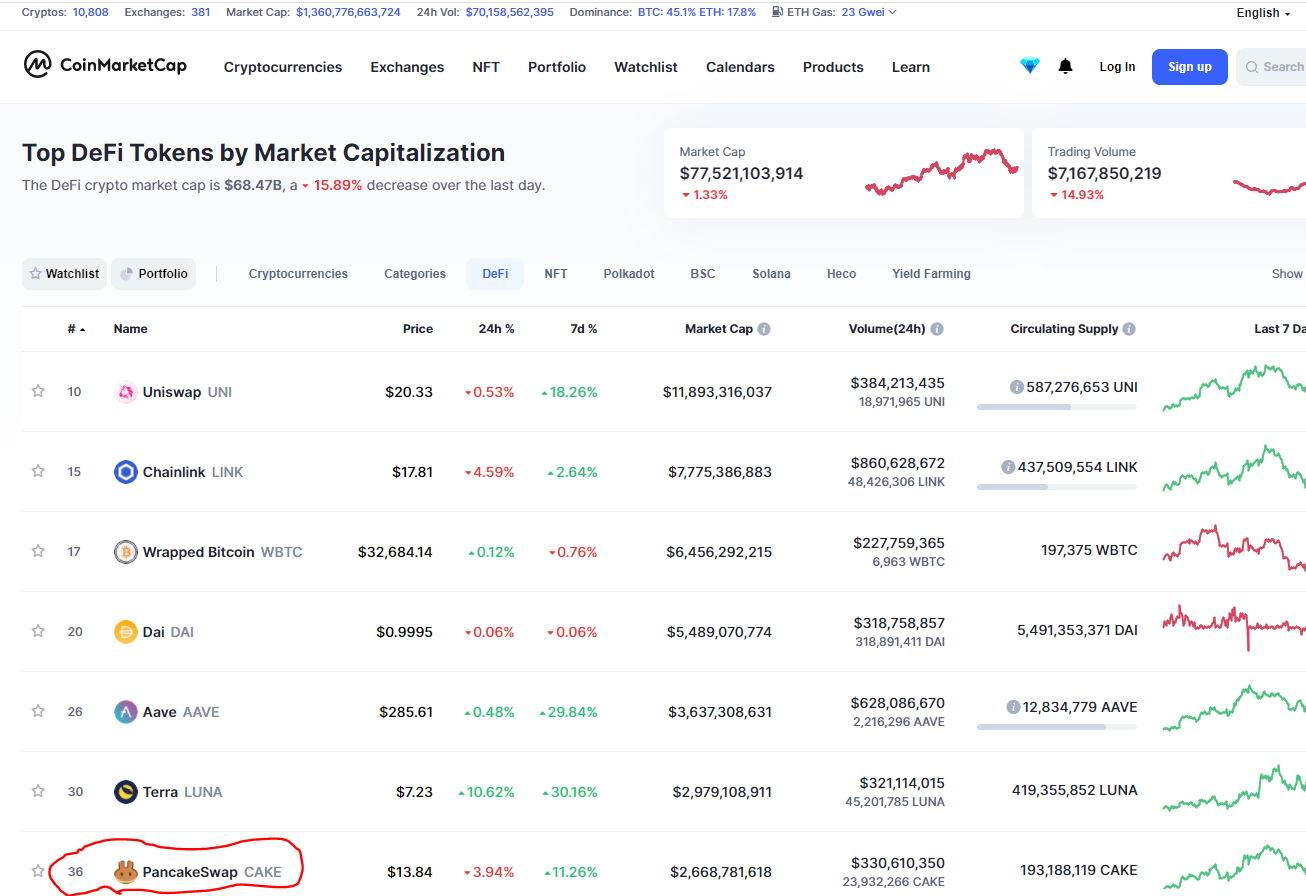 Cryptos: 10,808 Exchanges: 381 Market Cap: $1,360,776,663,724 24h Vol: $70,158,562,395 Dominance: BTC: 45.1% ETH: 17.8% ETH Gas: 23 Gwei English
CoinMarketCap Cryptocurrencies Exchanges NFT Portfolio Watchlist Calendars Products Learn Log In Sign up Search
Top DeFi Tokens by Market Capitalization
The DeFi crypto market cap is $68.47B, a 15.89% decrease over the last day.
Market Cap
$77,521,103,914
1.33%
Trading Volume
$7,167,850,219
14.93%
Watchlist Portfolio Cryptocurrencies Categories DeFi NFT Polkadot BSC Solana Heco Yield Farming Show
# Name Price 24h % 7d % Market Cap Volume(24h) Circulating Supply Last 7 Da
10 Uniswap UNI $20.33 0.53% 18.26% $11,893,316,037 $384,213,435 587,276,653 UNI
18,971,965 UNI
15 Chainlink LINK $17.81 4.59% 2.64% $7,775,386,883 $860,628,672 437,509,554 LINK
48,426,306 LINK
17 Wrapped Bitcoin WBTC $32,684.14 0.12% 0.76% $6,456,292,215 $227,759,365 197,375 WBTC
6,963 WBTC
20 Dai DAI $0.9995 0.06% 0.06% $5,489,070,774 $318,758,857 5,491,353,371 DAI
318,891,411 DAI
26 Aave AAVE $285.61 0.48% 29.84% $3,637,308,631 $628,086,670 12,834,779 AAVE
2,216,296 AAVE
30 Terra LUNA $7.23 10.62% 30.16% $2,979,108,911 $321,114,015 419,355,852 LUNA
45,201,785 LUNA
36 PancakeSwap CAKE $13.84 3.94% 11.26% $2,668,781,618 $330,610,350 193,188,119 CAKE
23,932,266 CAKE